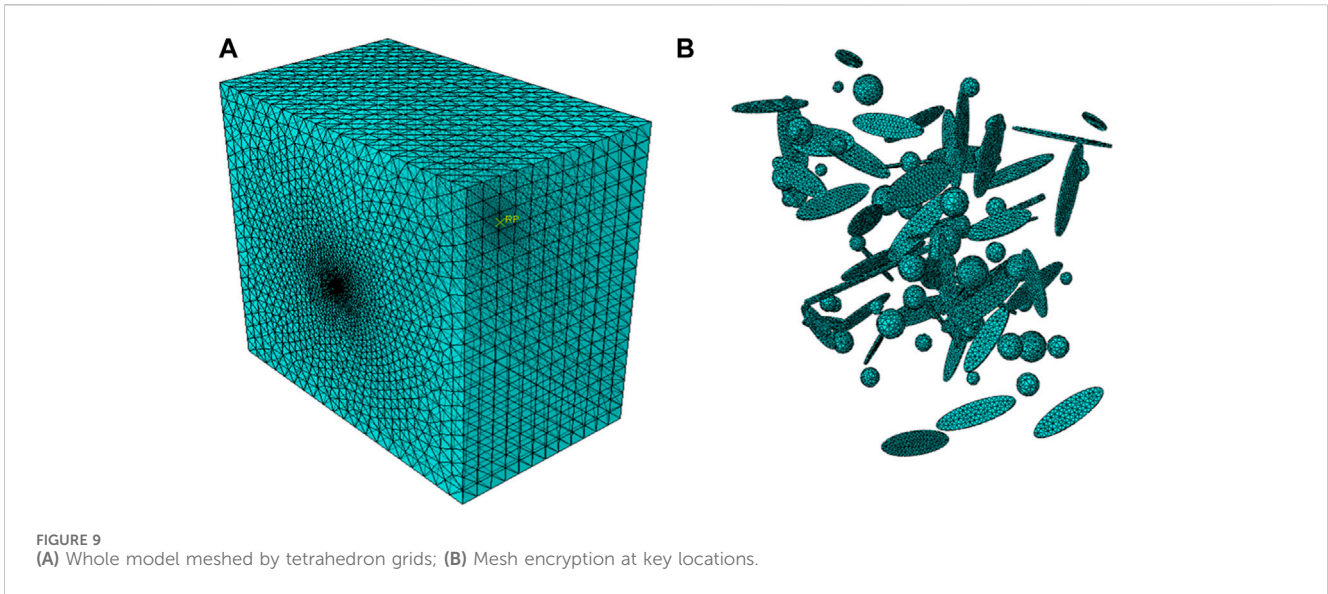 A
B
RP
FIGURE 9
(A) Whole model meshed by tetrahedron grids; (B) Mesh encryption at key locations.